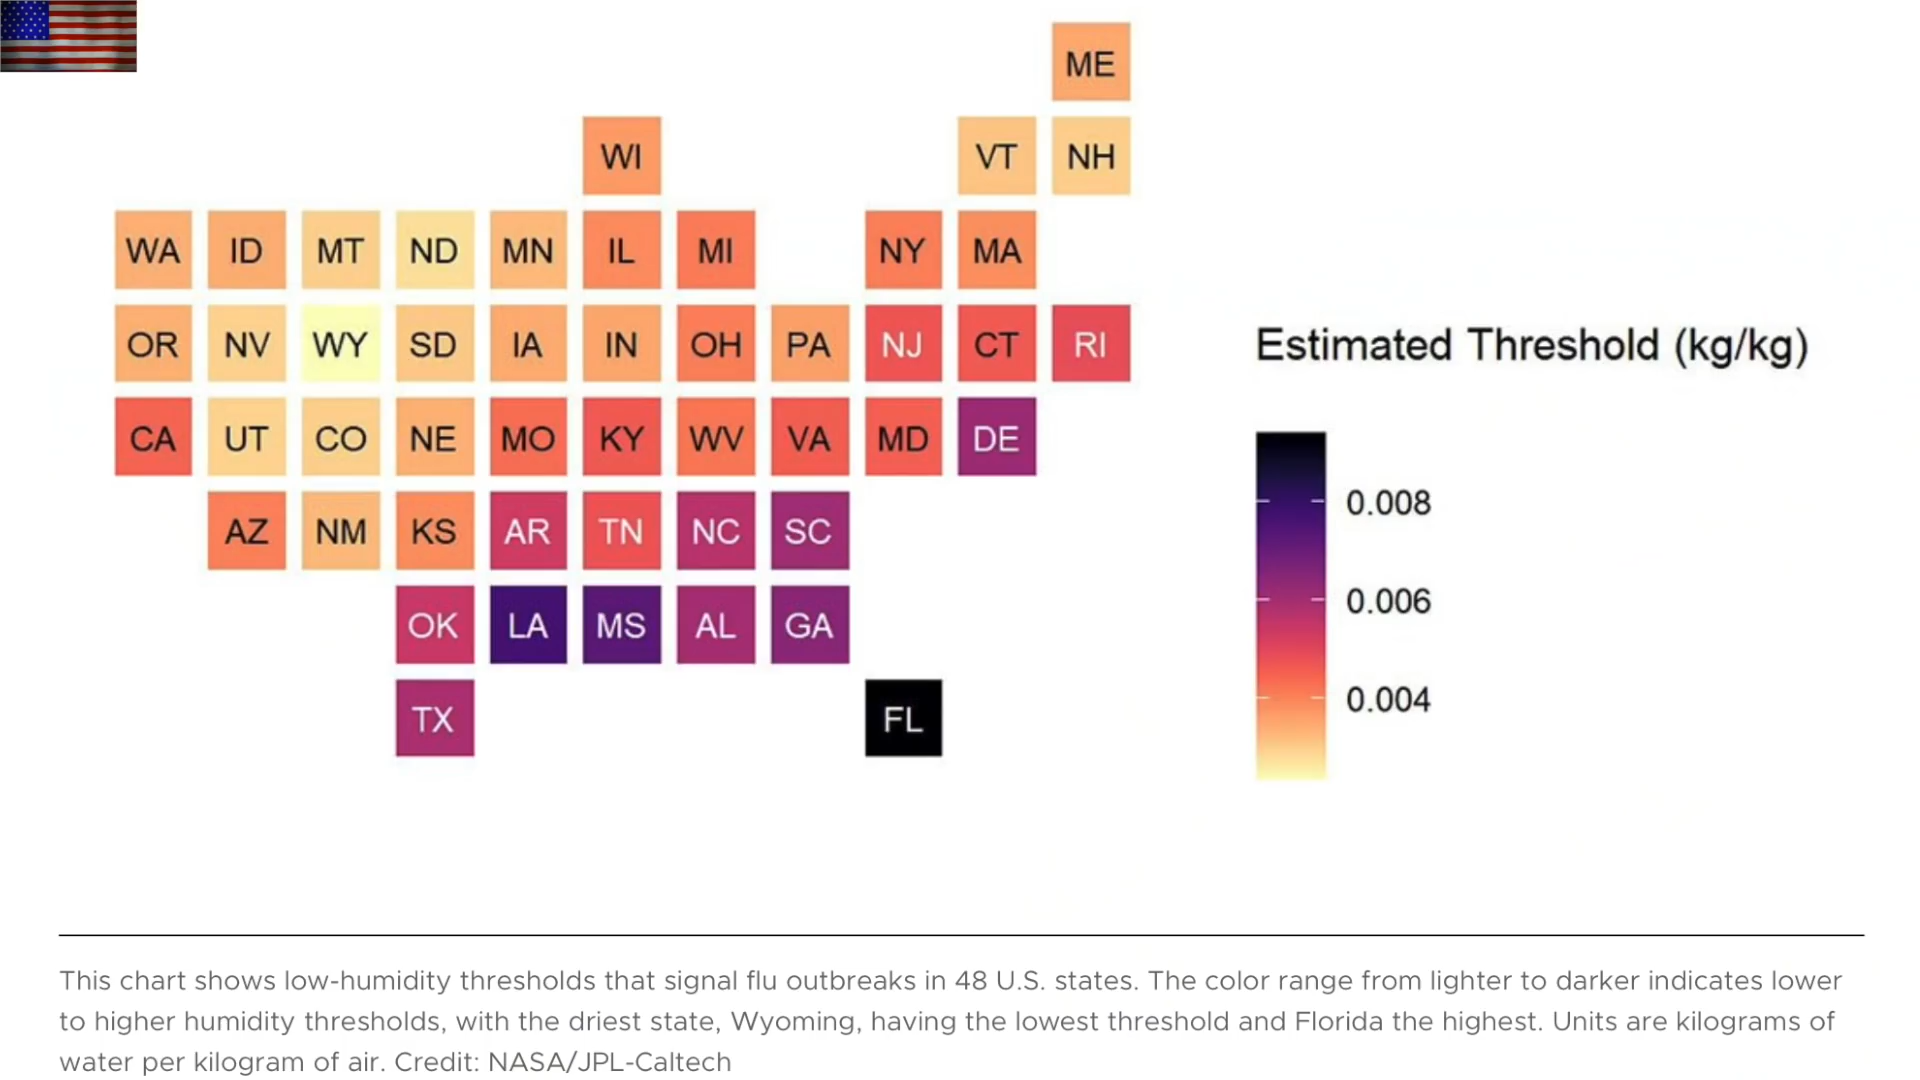 ME
WI VT NH
WA ID MT ND MN IL MI NY MA
OR NV WY SD IA IN OH PA NJ CT RI
CA UT CO NE MO KY WV VA MD DE
AZ NM KS AR TN NC SC
OK LA MS AL GA
TX FL
Estimated Threshold (kg/kg)
0.008
0.006
0.004
This chart shows low-humidity thresholds that signal flu outbreaks in 48 U.S. states. The color range from lighter to darker indicates lower
to higher humidity thresholds, with the driest state, Wyoming, having the lowest threshold and Florida the highest. Units are kilograms of
water per kilogram of air. Credit: NASA/JPL-Caltech